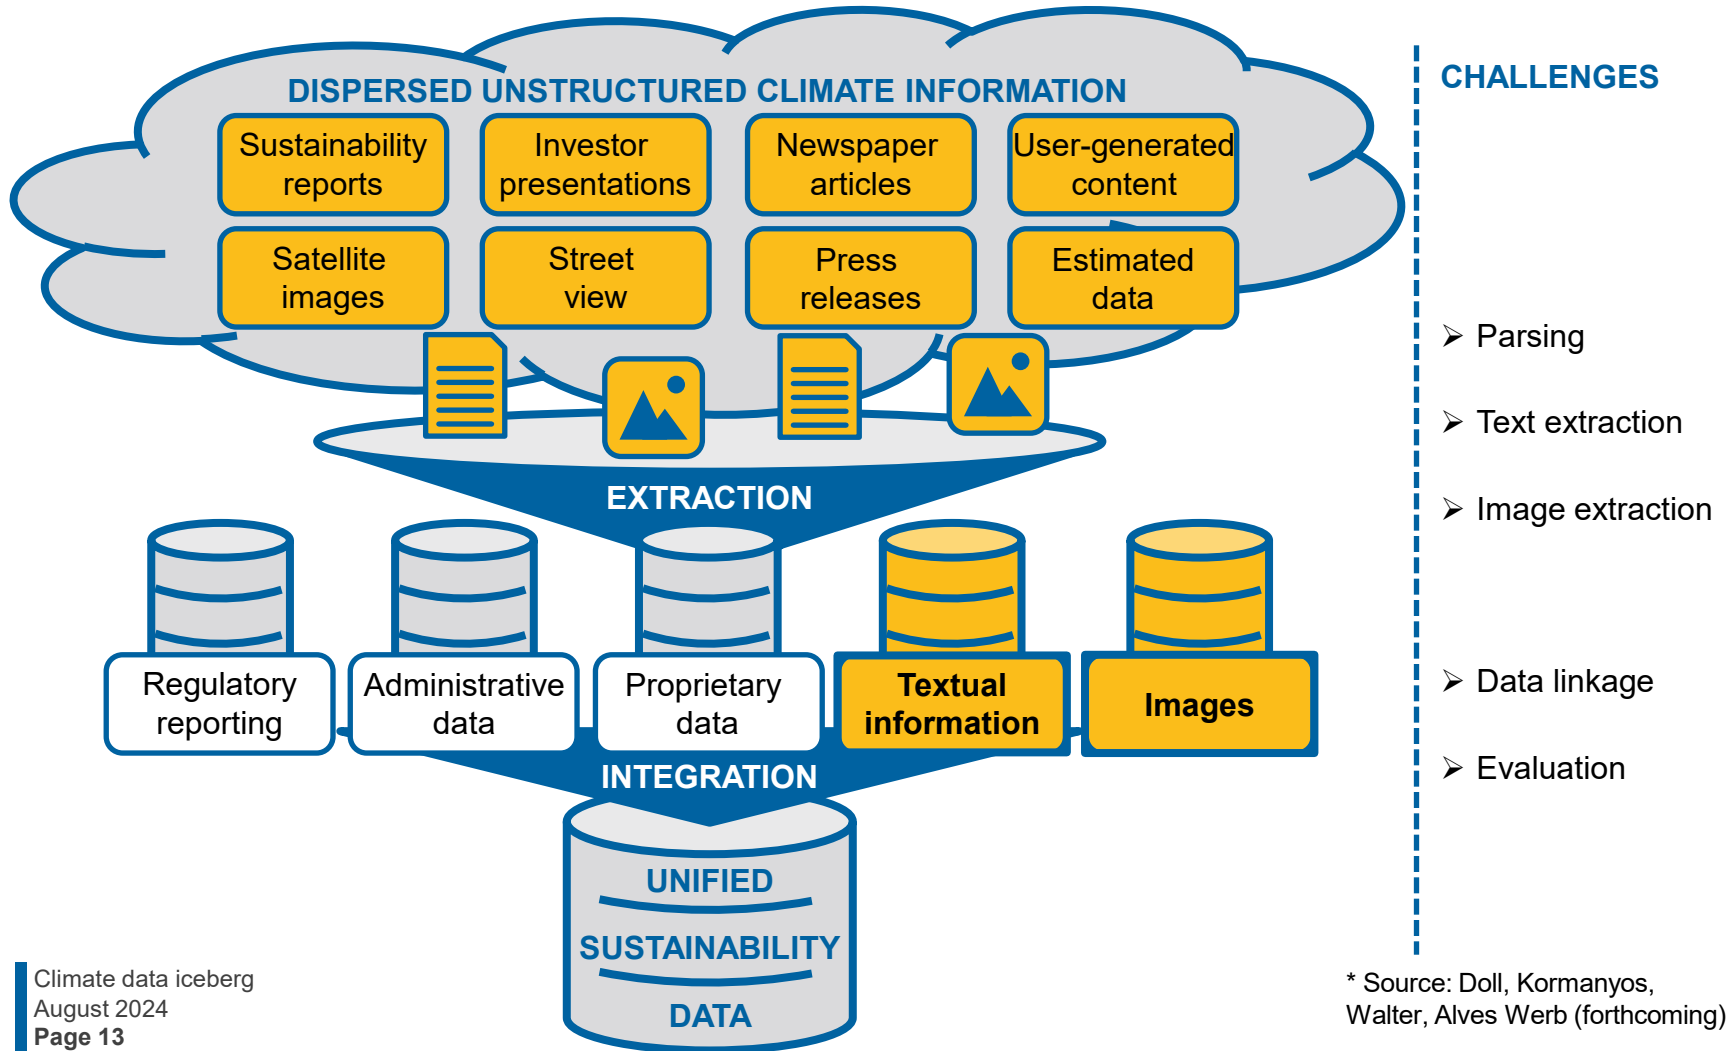 DISPERSED UNSTRUCTURED CLIMATE INFORMATION
Sustainability
reports
Investor
presentations
Newspaper
articles
User-generated
content
Satellite
images
Street
view
Press
releases
Estimated
data
EXTRACTION
Regulatory
reporting
Administrative
data
Proprietary
data
Textual
information
Images
INTEGRATION
UNIFIED
SUSTAINABILITY
DATA
CHALLENGES
➢ Parsing
➢ Text extraction
➢ Image extraction
➢ Data linkage
➢ Evaluation
Climate data iceberg
August 2024
Page 13
* Source: Doll, Kormanyos,
Walter, Alves Werb (forthcoming)